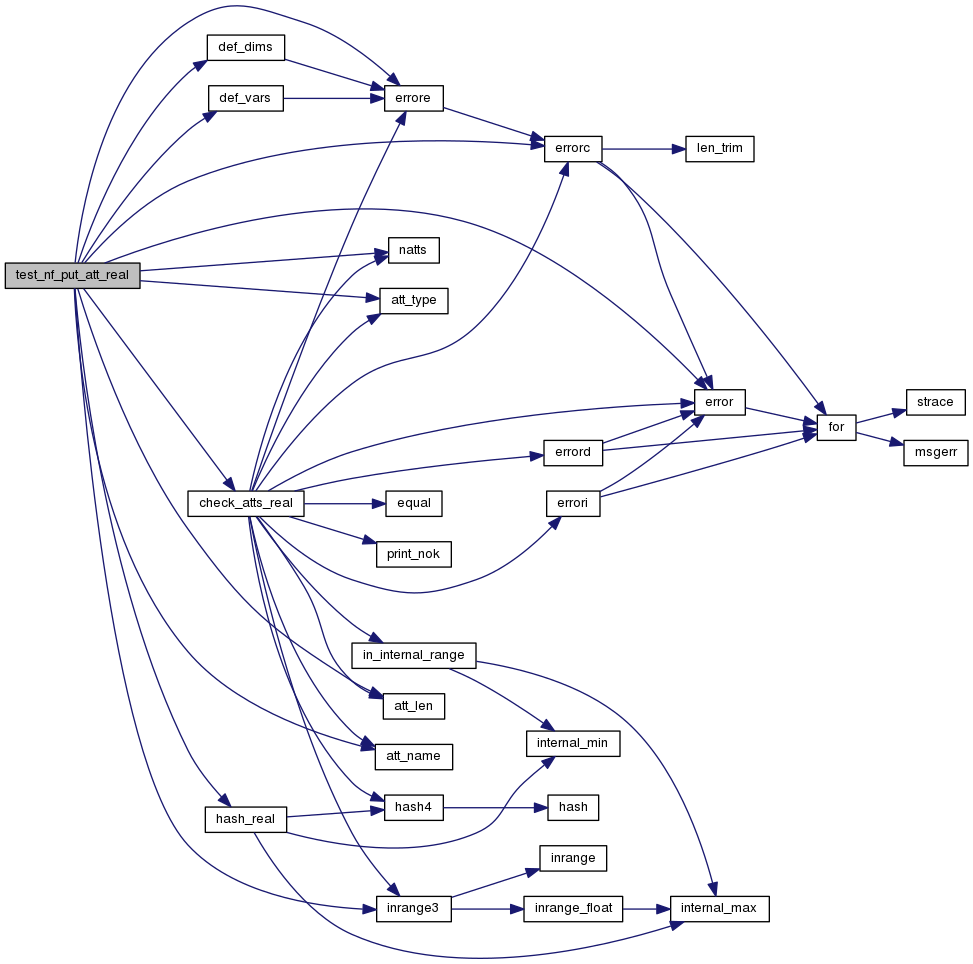 def_dims
def_vars
errore
errorc
len_trim
natts
test_nf_put_att_real
att_type
error
strace
for
errord
msgerr
check_atts_real
equal
errori
print_nok
in_internal_range
att_len
internal_min
att_name
hash4
hash
hash_real
inrange
inrange3
inrange_float
internal_max